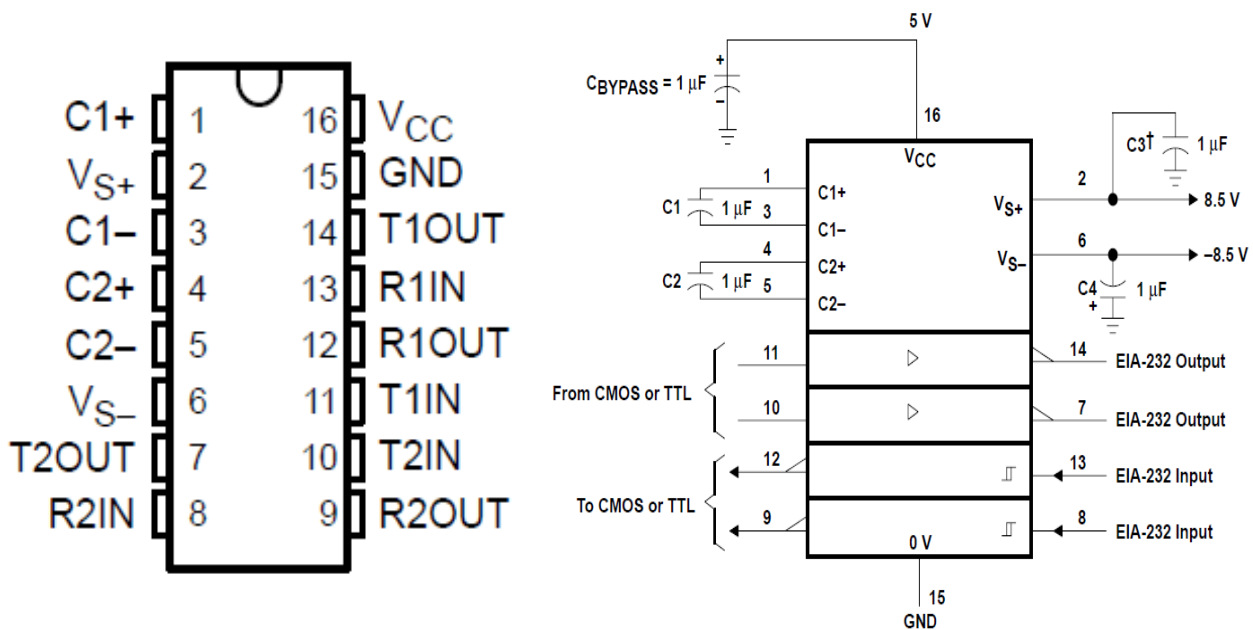 C1+ 1 16 VCC
VS+ 2 15 GND
C1– 3 14 T1OUT
C2+ 4 13 R1IN
C2– 5 12 R1OUT
VS– 6 11 T1IN
T2OUT 7 10 T2IN
R2IN 8 9 R2OUT
5 V
CBYPASS = 1 μF
+
–
16
VCC
C3† 1 μF
1
C1+
C1 1 μF
3
C1–
2
VS+
8.5 V
4
C2+
C2 1 μF
5
C2–
6
VS–
–8.5 V
C4 1 μF
+
From CMOS or TTL
11
14
EIA-232 Output
10
7
EIA-232 Output
To CMOS or TTL
12
13
EIA-232 Input
9
8
EIA-232 Input
0 V
15
GND